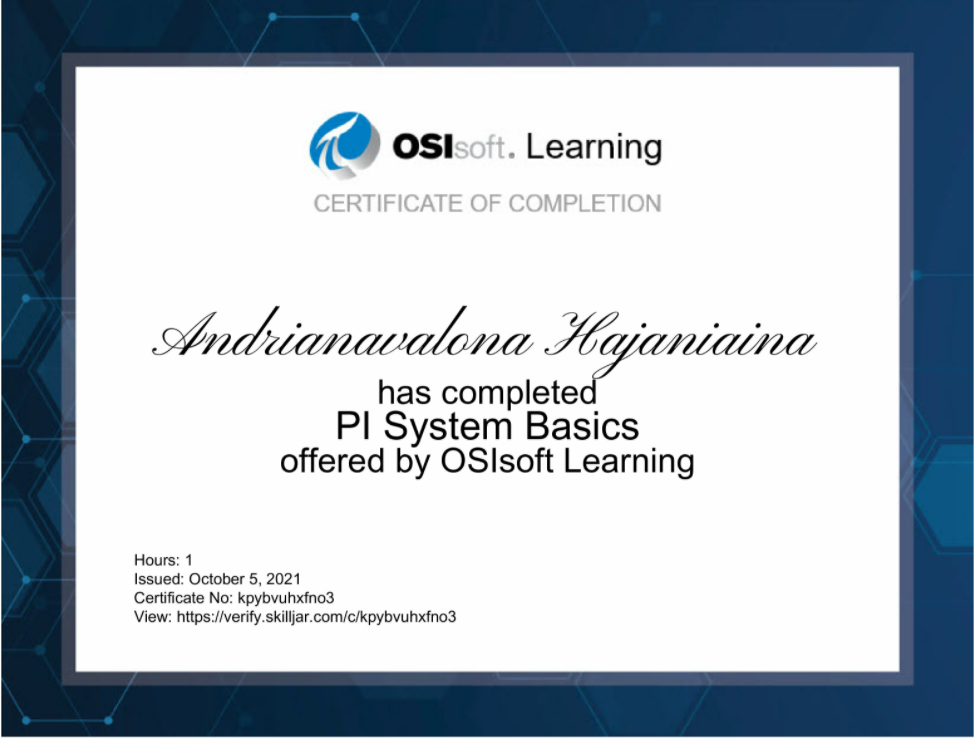 OSIsoft. Learning
CERTIFICATE OF COMPLETION
Andrianavalona Hajaniaina
has completed
PI System Basics
offered by OSIsoft Learning
Hours: 1
Issued: October 5, 2021
Certificate No: kpybvuhxfno3
View: https://verify.skilljar.com/c/kpybvuhxfno3